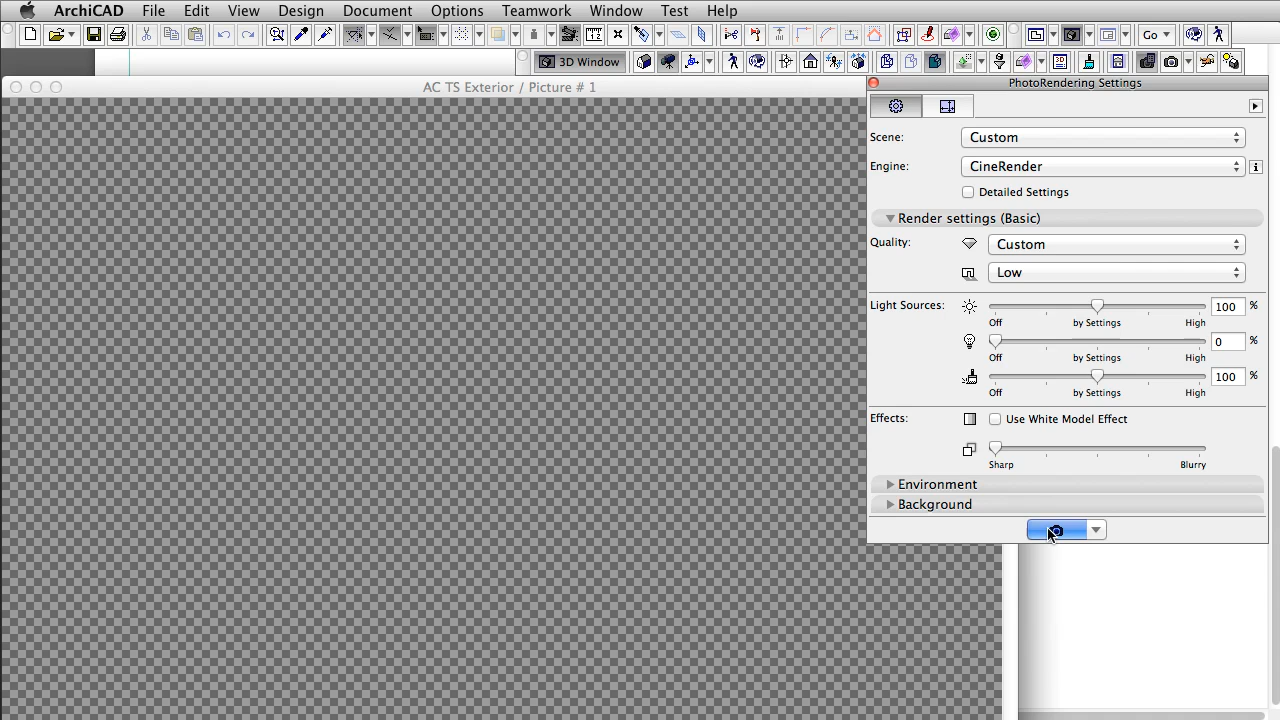 ArchiCAD File Edit View Design Document Options Teamwork Window Test Help
Go
3D Window
AC TS Exterior / Picture # 1
PhotoRendering Settings
Scene: Custom
Engine: CineRender
Detailed Settings
Render settings (Basic)
Quality: Custom
Low
Light Sources: 100 %
Off by Settings High
0 %
Off by Settings High
100 %
Off by Settings High
Effects: Use White Model Effect
Sharp Blurry
Environment
Background